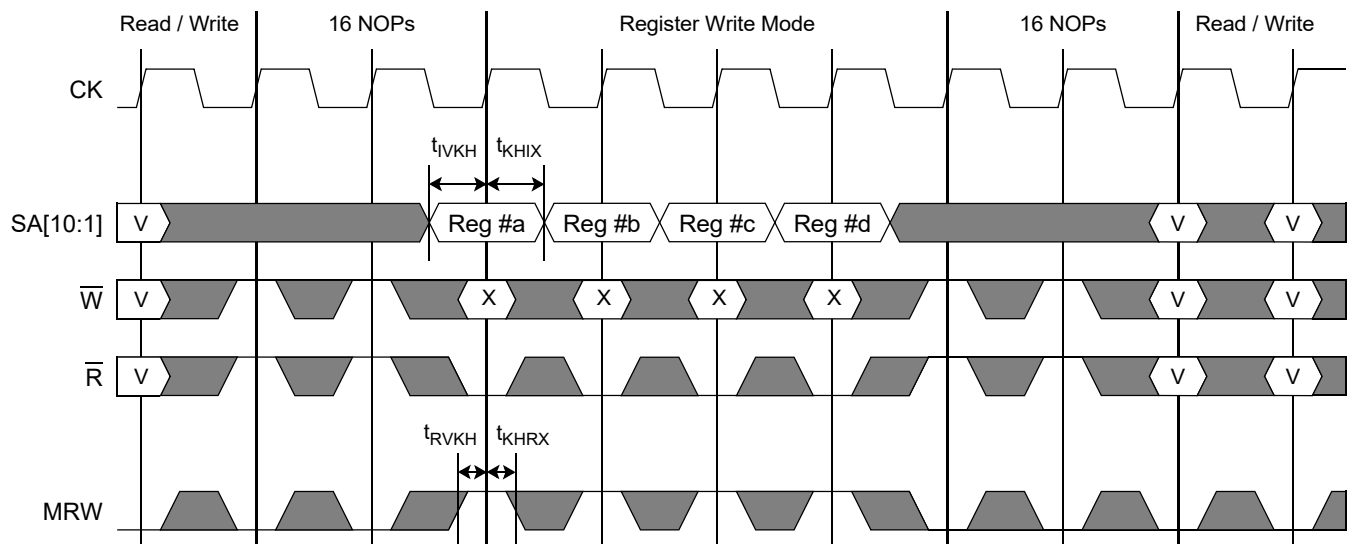 Read / Write 16 NOPs Register Write Mode 16 NOPs Read / Write
CK
tIVKH tKHIX
SA[10:1] V Reg #a Reg #b Reg #c Reg #d V V
W V X X X X V V
R V V V
tRVKH tKHRX
MRW